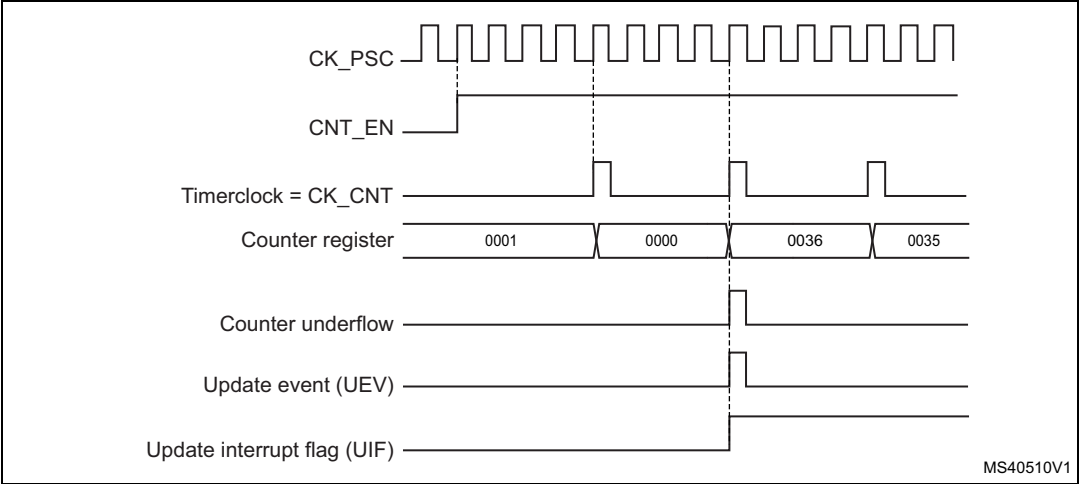 CK_PSC
CNT_EN
Timerclock = CK_CNT
Counter register 0001 0000 0036 0035
Counter underflow
Update event (UEV)
Update interrupt flag (UIF)
MS40510V1